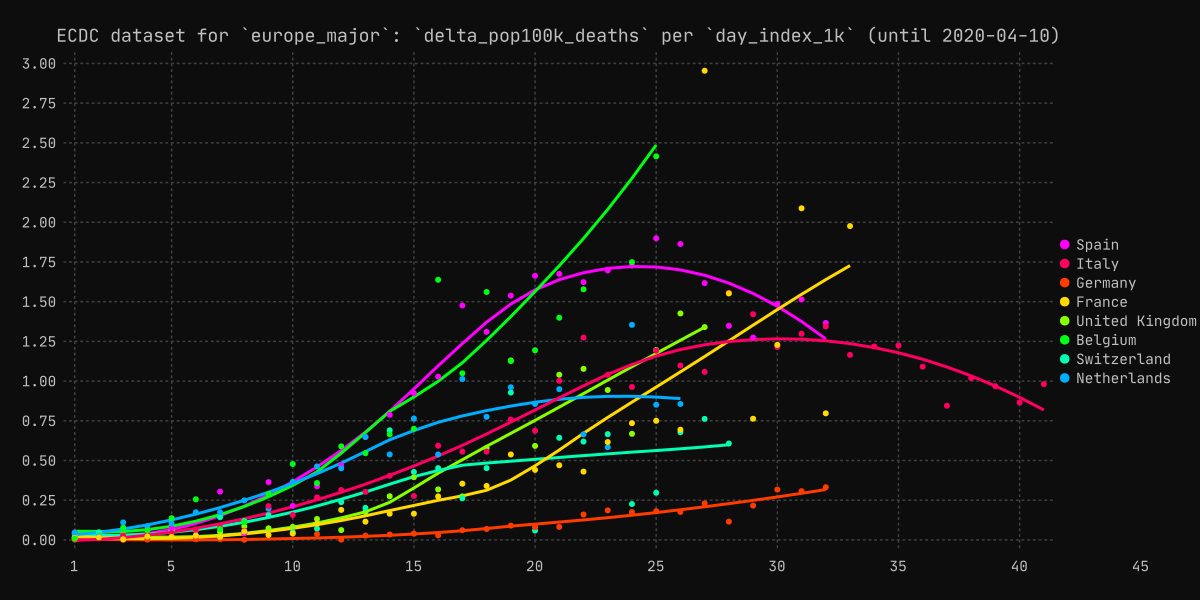 ECDC dataset for `europe_major`: `delta_pop100k_deaths` per `day_index_1k` (until 2020-04-10)
3.00
2.75
2.50
2.25
2.00
1.75
1.50
1.25
1.00
0.75
0.50
0.25
0.00
1 5 10 15 20 25 30 35 40 45
Spain
Italy
Germany
France
United Kingdom
Belgium
Switzerland
Netherlands